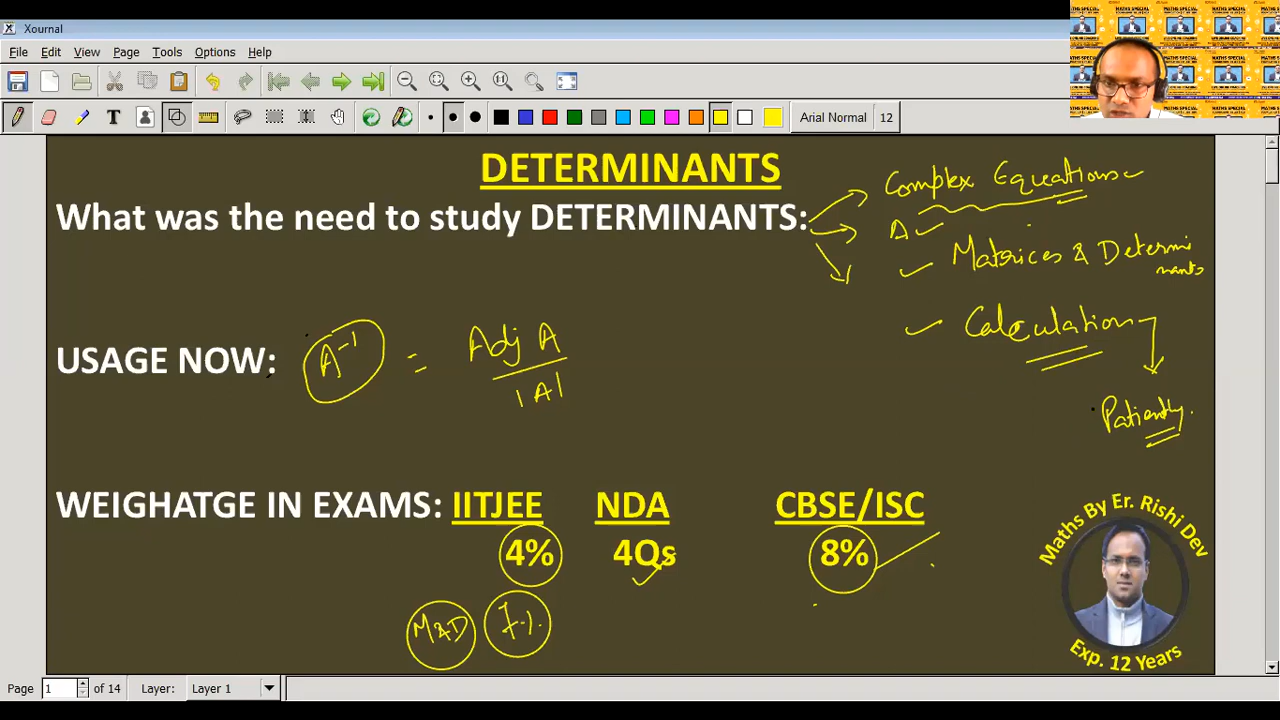 Xournal
File Edit View Page Tools Options Help
Arial Normal 12
DETERMINANTS
What was the need to study DETERMINANTS:
Complex Equations
A
Matrices & Determinants
Calculation
Patiently.
USAGE NOW: A⁻¹ = Adj A / |A|
WEIGHATGE IN EXAMS: IITJEE NDA CBSE/ISC
4% 4Qs 8%
M&D 7%
Maths By Er. Rishi Dev
Exp. 12 Years
Page 1 of 14 Layer: Layer 1